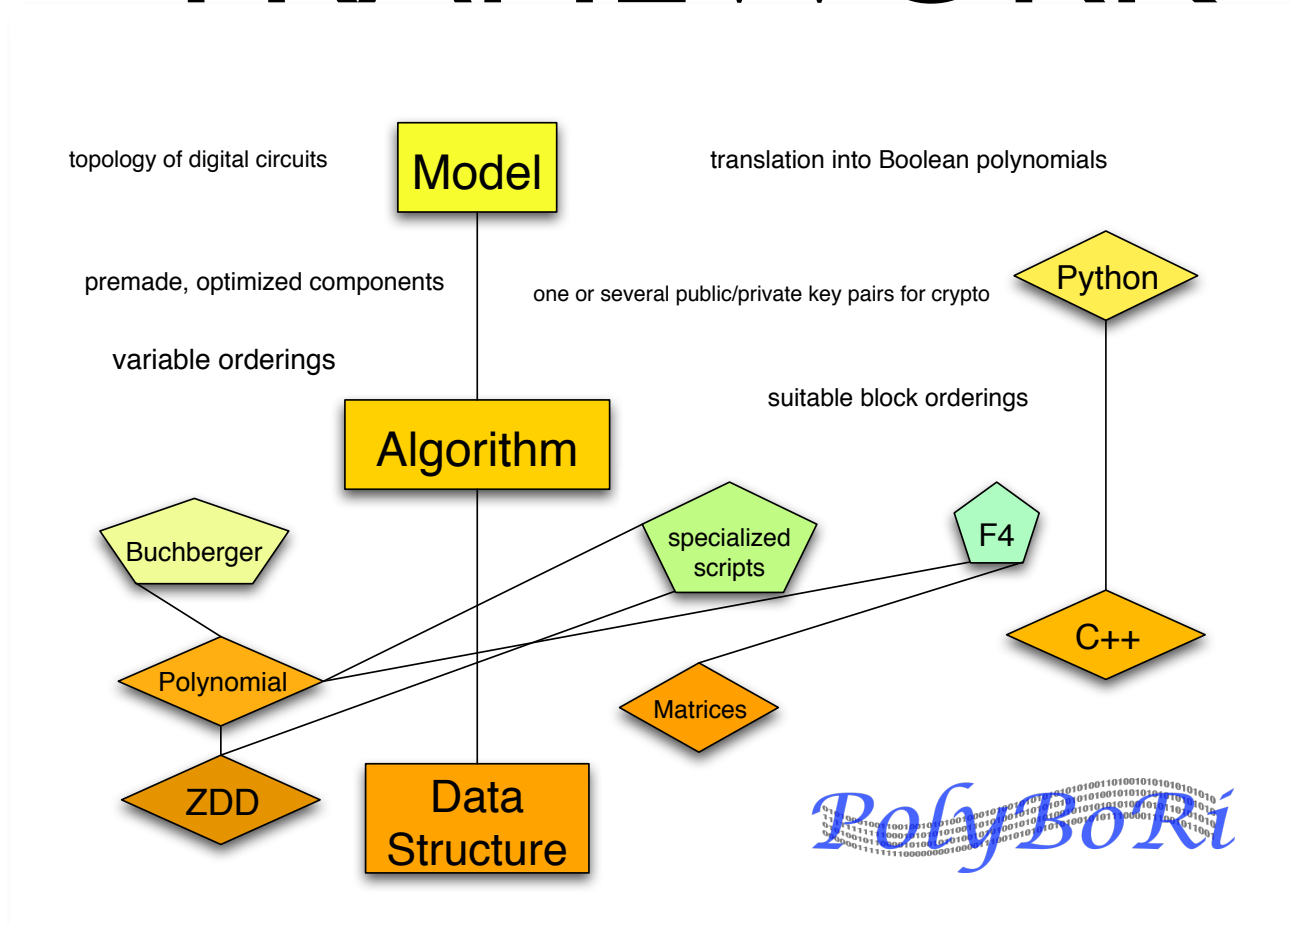 FRAMEWORK
topology of digital circuits
Model
translation into Boolean polynomials
Python
premade, optimized components
one or several public/private key pairs for crypto
variable orderings
suitable block orderings
Algorithm
Buchberger
specialized
scripts
F4
C++
Polynomial
Matrices
ZDD
Data
Structure
PolyBoRi